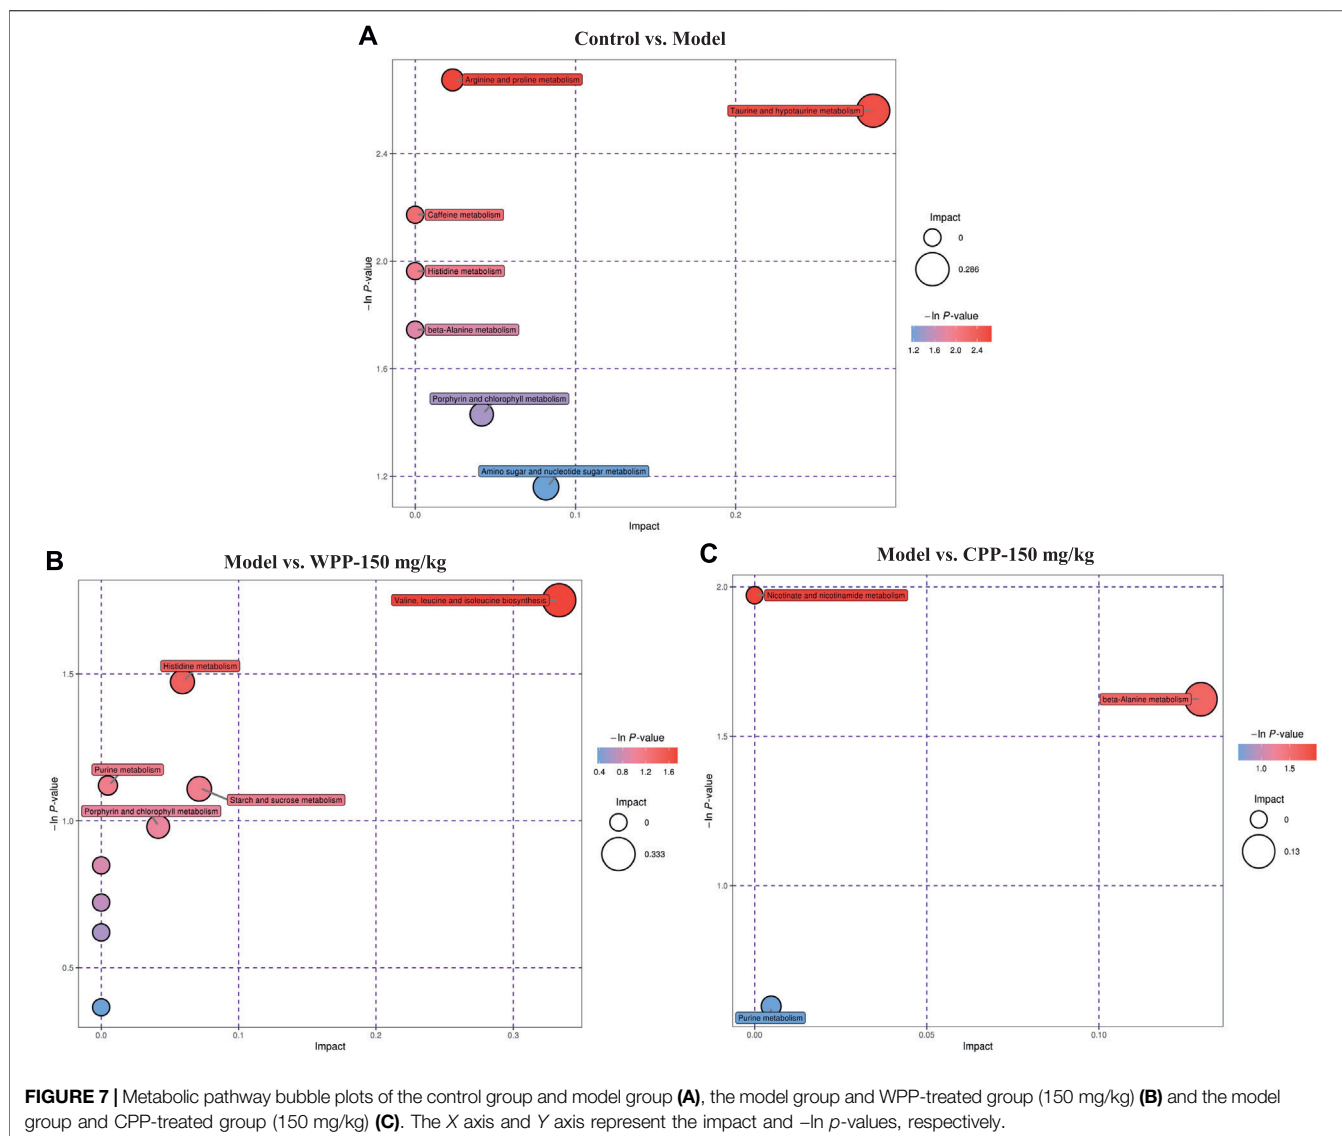 A
Control vs. Model
Arginine and proline metabolism
Taurine and hypotaurine metabolism
2.4
Caffeine metabolism
2.0
Histidine metabolism
beta-Alanine metabolism
1.6
Porphyrin and chlorophyll metabolism
Amino sugar and nucleotide sugar metabolism
1.2
−ln P-value
0.0
0.1
0.2
Impact
Impact
0
0.286
−ln P-value
1.2 1.6 2.0 2.4
B
Model vs. WPP-150 mg/kg
Valine, leucine and isoleucine biosynthesis
Histidine metabolism
1.5
Purine metabolism
Starch and sucrose metabolism
Porphyrin and chlorophyll metabolism
1.0
0.5
−ln P-value
0.0
0.1
0.2
0.3
Impact
−ln P-value
0.4 0.8 1.2 1.6
Impact
0
0.333
C
Model vs. CPP-150 mg/kg
2.0
Nicotinate and nicotinamide metabolism
beta-Alanine metabolism
1.5
1.0
Purine metabolism
−ln P-value
0.00
0.05
0.10
Impact
−ln P-value
1.0 1.5
Impact
0
0.13
FIGURE 7 | Metabolic pathway bubble plots of the control group and model group (A), the model group and WPP-treated group (150 mg/kg) (B) and the model
group and CPP-treated group (150 mg/kg) (C). The X axis and Y axis represent the impact and −ln p-values, respectively.